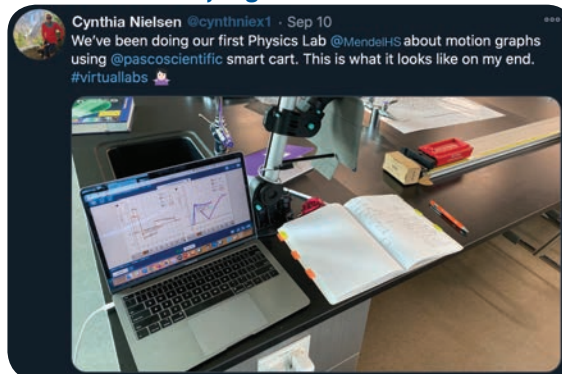 Cynthia Nielsen @cynthniex1 · Sep 10
We've been doing our first Physics Lab @MendelHS about motion graphs
using @pascoscientific smart cart. This is what it looks like on my end.
#virtuallabs